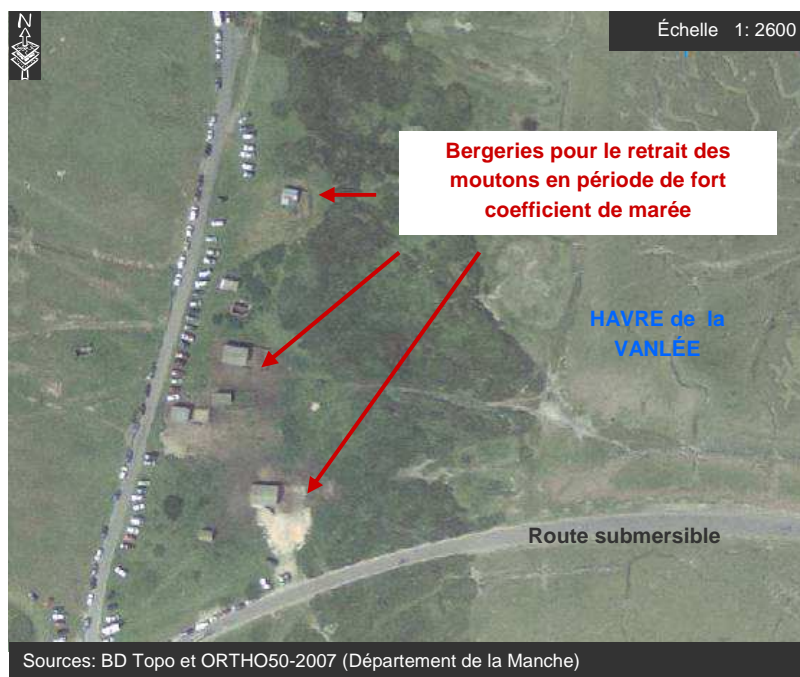 N
Échelle 1: 2600
Bergeries pour le retrait des
moutons en période de fort
coefficient de marée
HAVRE de la
VANLÉE
Route submersible
Sources: BD Topo et ORTHO50-2007 (Département de la Manche)